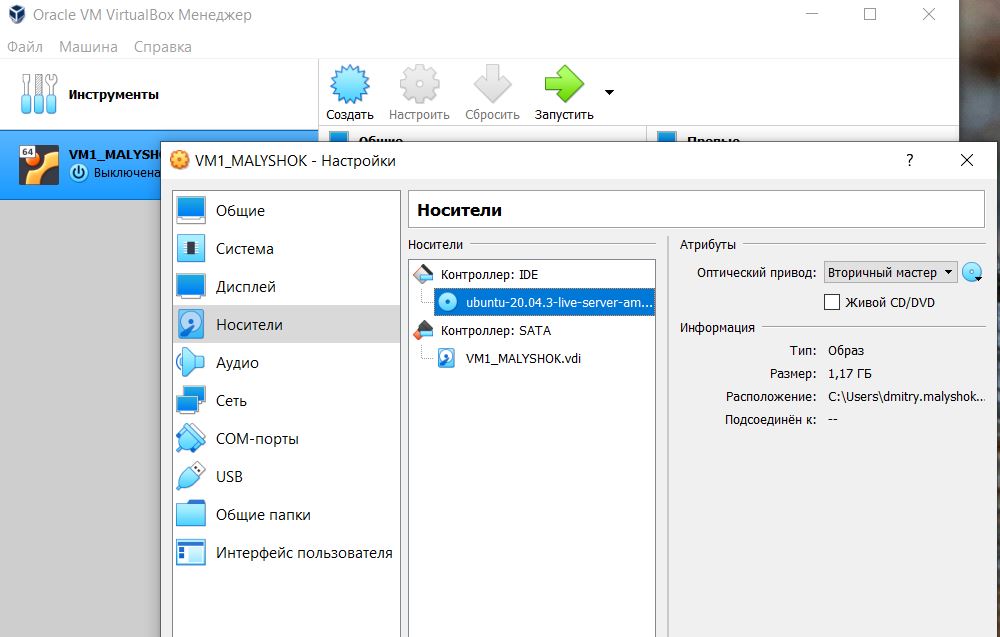 Oracle VM VirtualBox Менеджер
Файл Машина Справка
Инструменты
Создать Настроить Сбросить Запустить
64
VM1_MALYSHO
Выключена
Общие
VM1_MALYSHOK - Настройки
?
Общие
Система
Дисплей
Носители
Аудио
Сеть
COM-порты
USB
Общие папки
Интерфейс пользователя
Носители
Носители
Контроллер: IDE
ubuntu-20.04.3-live-server-am...
Контроллер: SATA
VM1_MALYSHOK.vdi
Атрибуты
Оптический привод: Вторичный мастер
Живой CD/DVD
Информация
Тип: Образ
Размер: 1,17 ГБ
Расположение: C:\Users\dmitry.malyshok...
Подсоединён к: --